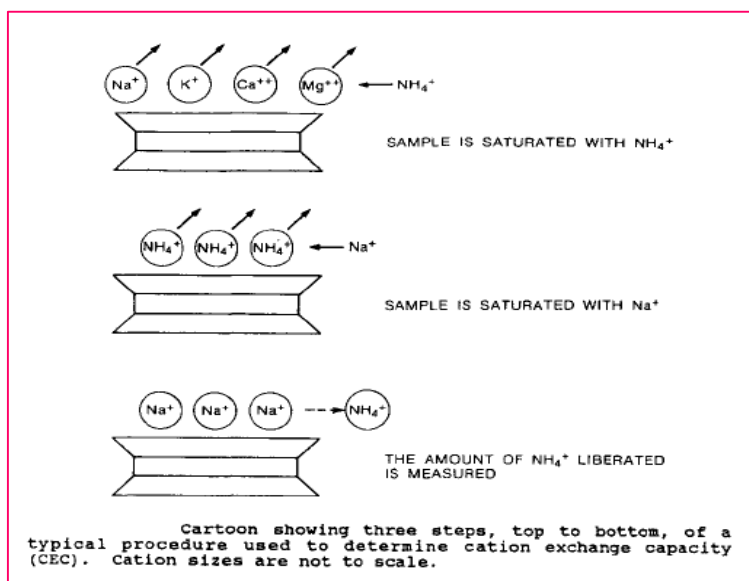 Na⁺ K⁺ Ca⁺⁺ Mg⁺⁺ NH₄⁺
SAMPLE IS SATURATED WITH NH₄⁺
NH₄⁺ NH₄⁺ NH₄⁺ Na⁺
SAMPLE IS SATURATED WITH Na⁺
Na⁺ Na⁺ Na⁺ NH₄⁺
THE AMOUNT OF NH₄⁺ LIBERATED
IS MEASURED
Cartoon showing three steps, top to bottom, of a
typical procedure used to determine cation exchange capacity
(CEC). Cation sizes are not to scale.